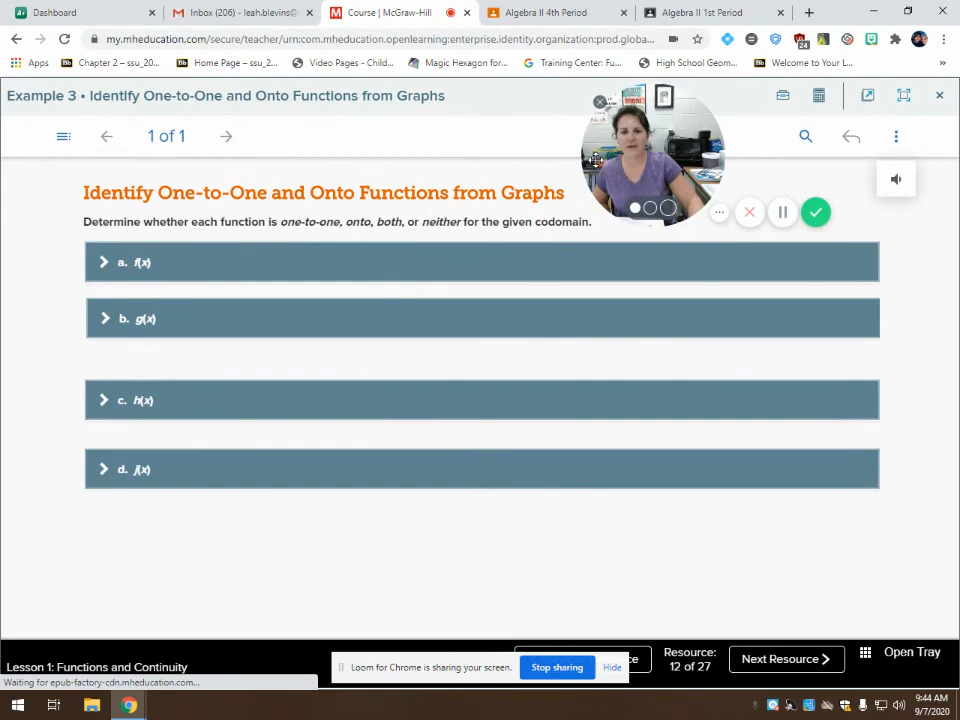 Dashboard
Inbox (206) - leah.blevins@
Course | McGraw-Hill
Algebra II 4th Period
Algebra II 1st Period
my.mheducation.com/secure/teacher/urn:com.mheducation.openlearning:enterprise.identity.organization:prod.globa...
24
Apps
Chapter 2 – ssu_20...
Home Page – ssu_2...
Video Pages - Child...
Magic Hexagon for...
Training Center: Fu...
High School Geom...
Welcome to Your L...
Example 3 • Identify One-to-One and Onto Functions from Graphs
1 of 1
Identify One-to-One and Onto Functions from Graphs
Determine whether each function is one-to-one, onto, both, or neither for the given codomain.
a. f(x)
b. g(x)
c. h(x)
d. j(x)
Lesson 1: Functions and Continuity
Resource:
12 of 27
Next Resource
Open Tray
Loom for Chrome is sharing your screen.
Stop sharing
Hide
Waiting for epub-factory-cdn.mheducation.com...
9:44 AM
9/7/2020